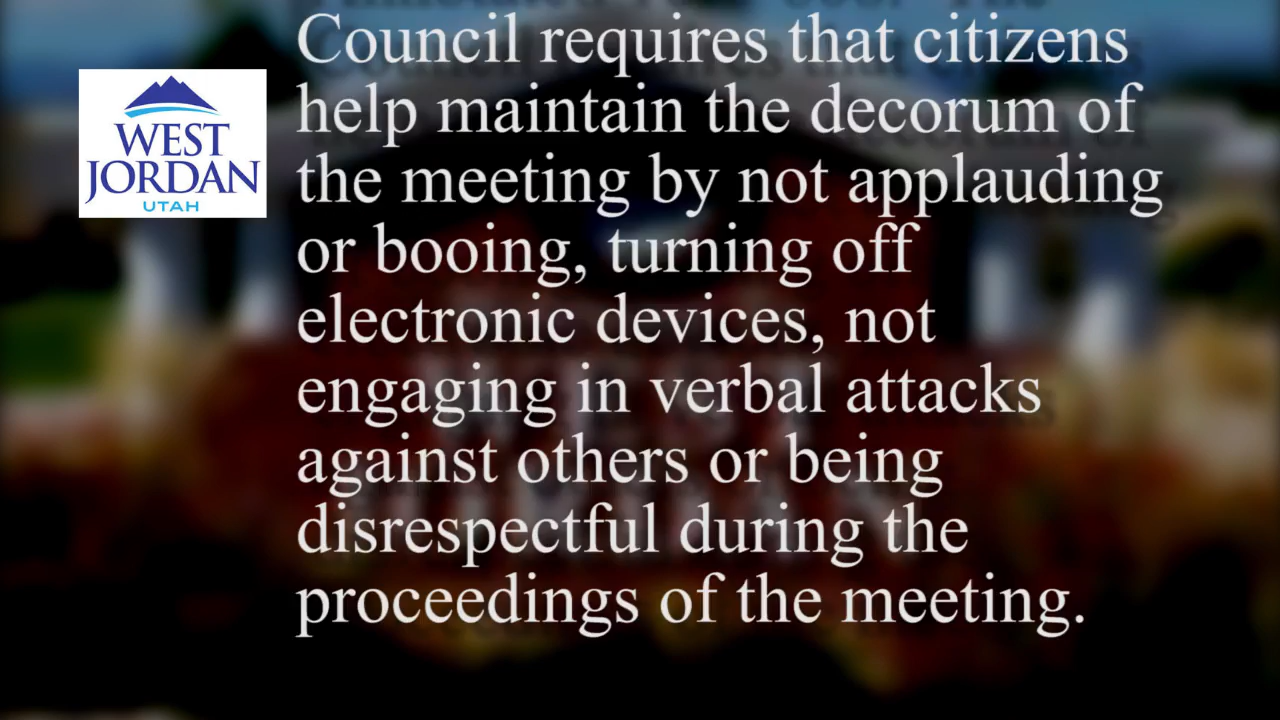 WEST
JORDAN
UTAH
Council requires that citizens
help maintain the decorum of
the meeting by not applauding
or booing, turning off
electronic devices, not
engaging in verbal attacks
against others or being
disrespectful during the
proceedings of the meeting.